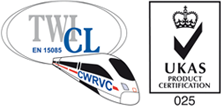 TWI
CL
EN 15085
CWRVC
UKAS
PRODUCT
CERTIFICATION
025